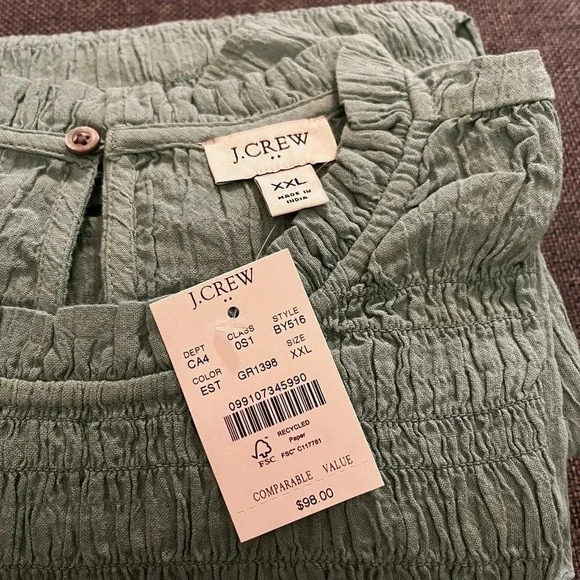 J.CREW
XXL
MADE IN
INDIA
J.CREW
DEPT CLASS STYLE
CA4 0S1 BY516
COLOR SIZE
EST GR1398 XXL
099107345990
FSC
RECYCLED
Paper
FSC® C117781
COMPARABLE VALUE
$98.00